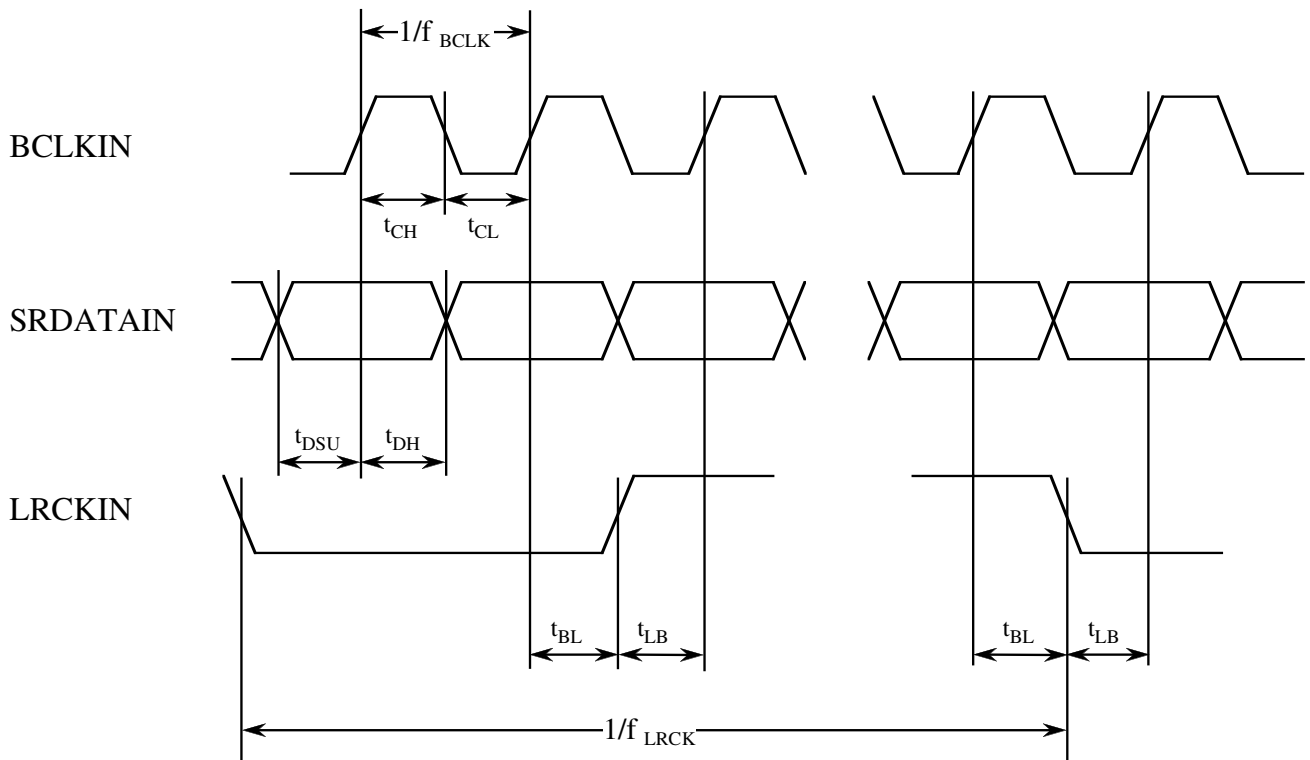 1/f BCLK
BCLKIN
tCH tCL
SRDATAIN
tDSU tDH
LRCKIN
tBL tLB tBL tLB
1/f LRCK